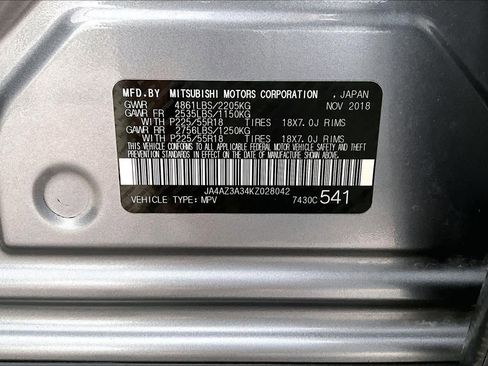 MFD.BY MITSUBISHI MOTORS CORPORATION , JAPAN
GVWR 4861LBS/2205KG NOV 2018
GAWR FR 2535LBS/1150KG
WITH P225/55R18 TIRES 18X7.0J RIMS
GAWR RR 2756LBS/1250KG
WITH P225/55R18 TIRES 18X7.0J RIMS
THIS VEHICLE CONFORMS TO ALL APPLICABLE FEDERAL MOTOR VEHICLE
SAFETY AND THEFT PREVENTION STANDARDS IN EFFECT ON THE DATE OF
MANUFACTURE SHOWN ABOVE.
JA4AZ3A34KZ028042
VEHICLE TYPE: MPV 7430C 541